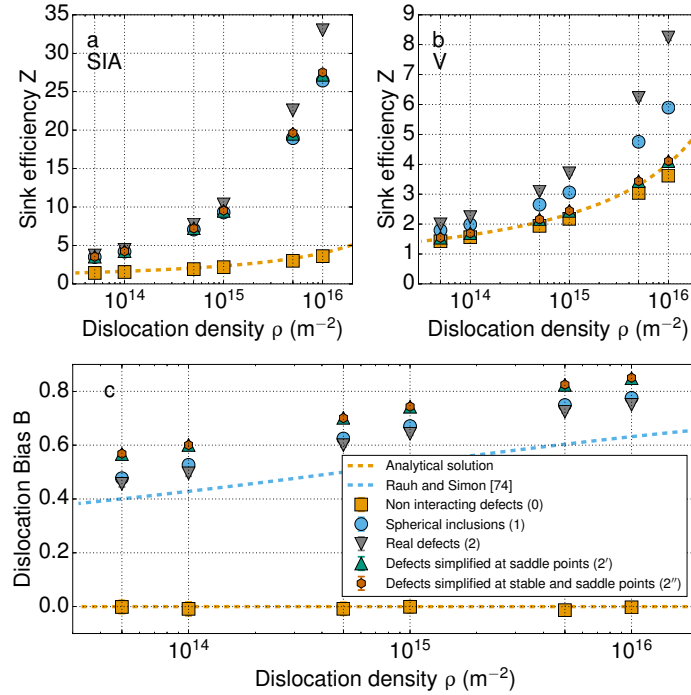 a
SIA
Sink efficiency Z
35
30
25
20
15
10
5
0
10^14
10^15
10^16
Dislocation density ρ (m^−2)
b
V
Sink efficiency Z
9
8
7
6
5
4
3
2
1
0
10^14
10^15
10^16
Dislocation density ρ (m^−2)
c
Dislocation Bias B
0.8
0.6
0.4
0.2
0.0
Analytical solution
Rauh and Simon [74]
Non interacting defects (0)
Spherical inclusions (1)
Real defects (2)
Defects simplified at saddle points (2′)
Defects simplified at stable and saddle points (2″)
10^14
10^15
10^16
Dislocation density ρ (m^−2)